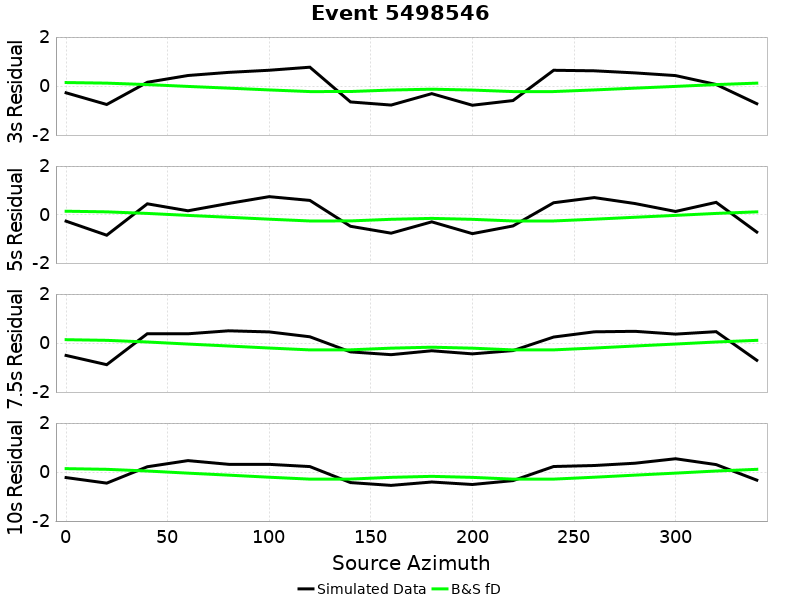 Event 5498546
3s Residual
2
0
-2
5s Residual
2
0
-2
7.5s Residual
2
0
-2
10s Residual
2
0
-2
0 50 100 150 200 250 300
Source Azimuth
Simulated Data B&S fD